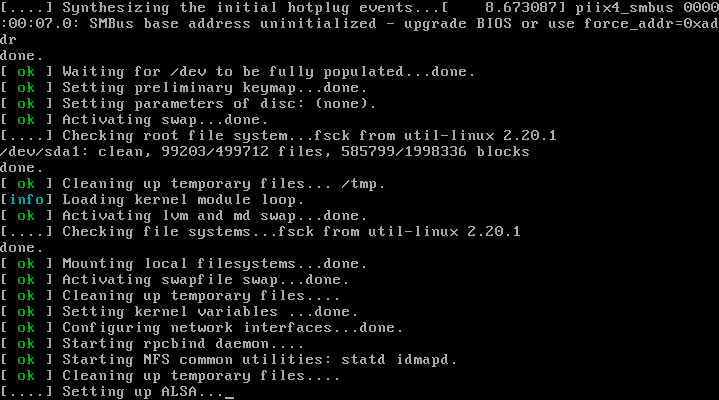 [....] Synthesizing the initial hotplug events...[    8.673087] piix4_smbus 0000
:00:07.0: SMBus base address uninitialized - upgrade BIOS or use force_addr=0xad
dr
done.
[ ok ] Waiting for /dev to be fully populated...done.
[ ok ] Setting preliminary keymap...done.
[ ok ] Setting parameters of disc: (none).
[ ok ] Activating swap...done.
[....] Checking root file system...fsck from util-linux 2.20.1
/dev/sda1: clean, 99203/499712 files, 585799/1998336 blocks
done.
[ ok ] Cleaning up temporary files... /tmp.
[info] Loading kernel module loop.
[ ok ] Activating lvm and md swap...done.
[....] Checking file systems...fsck from util-linux 2.20.1
done.
[ ok ] Mounting local filesystems...done.
[ ok ] Activating swapfile swap...done.
[ ok ] Cleaning up temporary files....
[ ok ] Setting kernel variables ...done.
[ ok ] Configuring network interfaces...done.
[ ok ] Starting rpcbind daemon....
[ ok ] Starting NFS common utilities: statd idmapd.
[ ok ] Cleaning up temporary files....
[....] Setting up ALSA..._